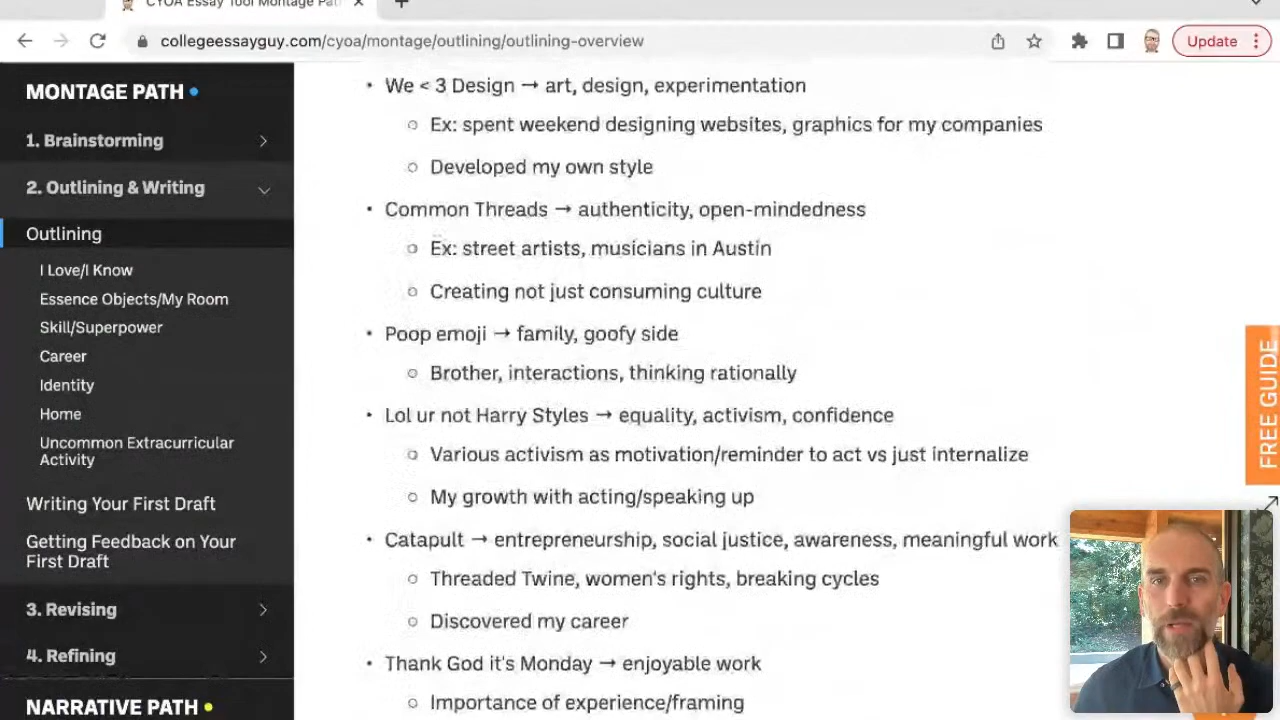 CYOA Essay Tool Montage Pat
collegeessayguy.com/cyoa/montage/outlining/outlining-overview
Update
MONTAGE PATH
1. Brainstorming
2. Outlining & Writing
Outlining
I Love/I Know
Essence Objects/My Room
Skill/Superpower
Career
Identity
Home
Uncommon Extracurricular
Activity
Writing Your First Draft
Getting Feedback on Your
First Draft
3. Revising
4. Refining
NARRATIVE PATH
• We < 3 Design → art, design, experimentation
○ Ex: spent weekend designing websites, graphics for my companies
○ Developed my own style
• Common Threads → authenticity, open-mindedness
○ Ex: street artists, musicians in Austin
○ Creating not just consuming culture
• Poop emoji → family, goofy side
○ Brother, interactions, thinking rationally
• Lol ur not Harry Styles → equality, activism, confidence
○ Various activism as motivation/reminder to act vs just internalize
○ My growth with acting/speaking up
• Catapult → entrepreneurship, social justice, awareness, meaningful work
○ Threaded Twine, women's rights, breaking cycles
○ Discovered my career
• Thank God it's Monday → enjoyable work
○ Importance of experience/framing
FREE GUIDE